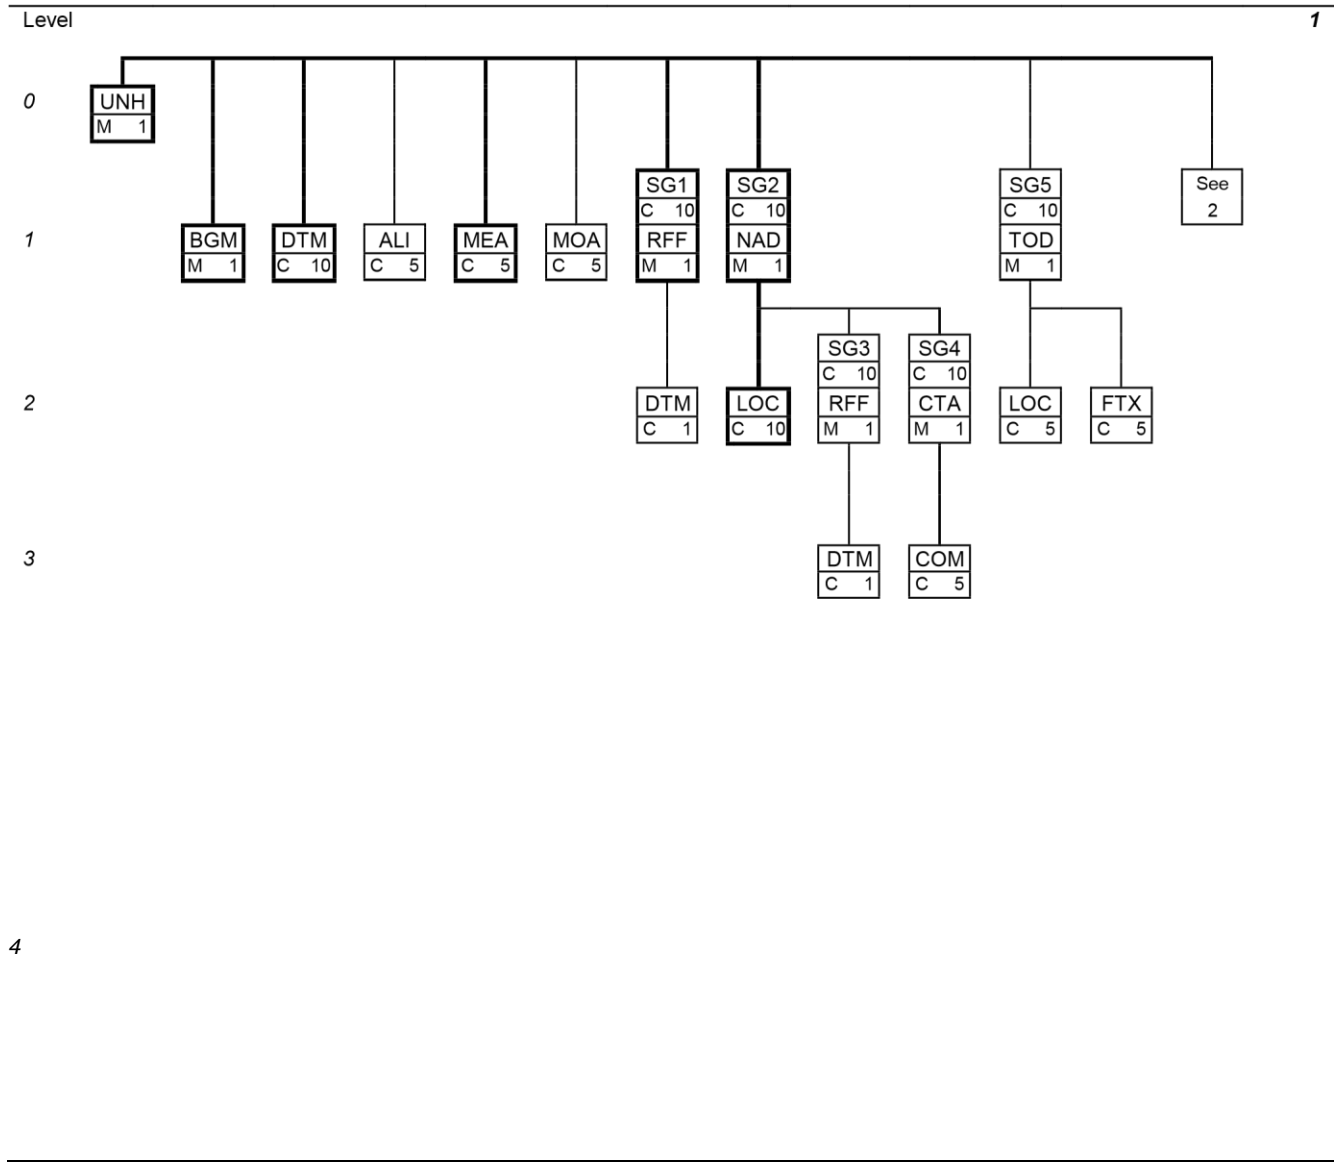 Level 1
0 UNH
M 1
SG1 SG2 SG5 See
C 10 C 10 C 10 2
1 BGM DTM ALI MEA MOA RFF NAD TOD
M 1 C 10 C 5 C 5 C 5 M 1 M 1 M 1
SG3 SG4
C 10 C 10
2 DTM LOC RFF CTA LOC FTX
C 1 C 10 M 1 M 1 C 5 C 5
3 DTM COM
C 1 C 5
4